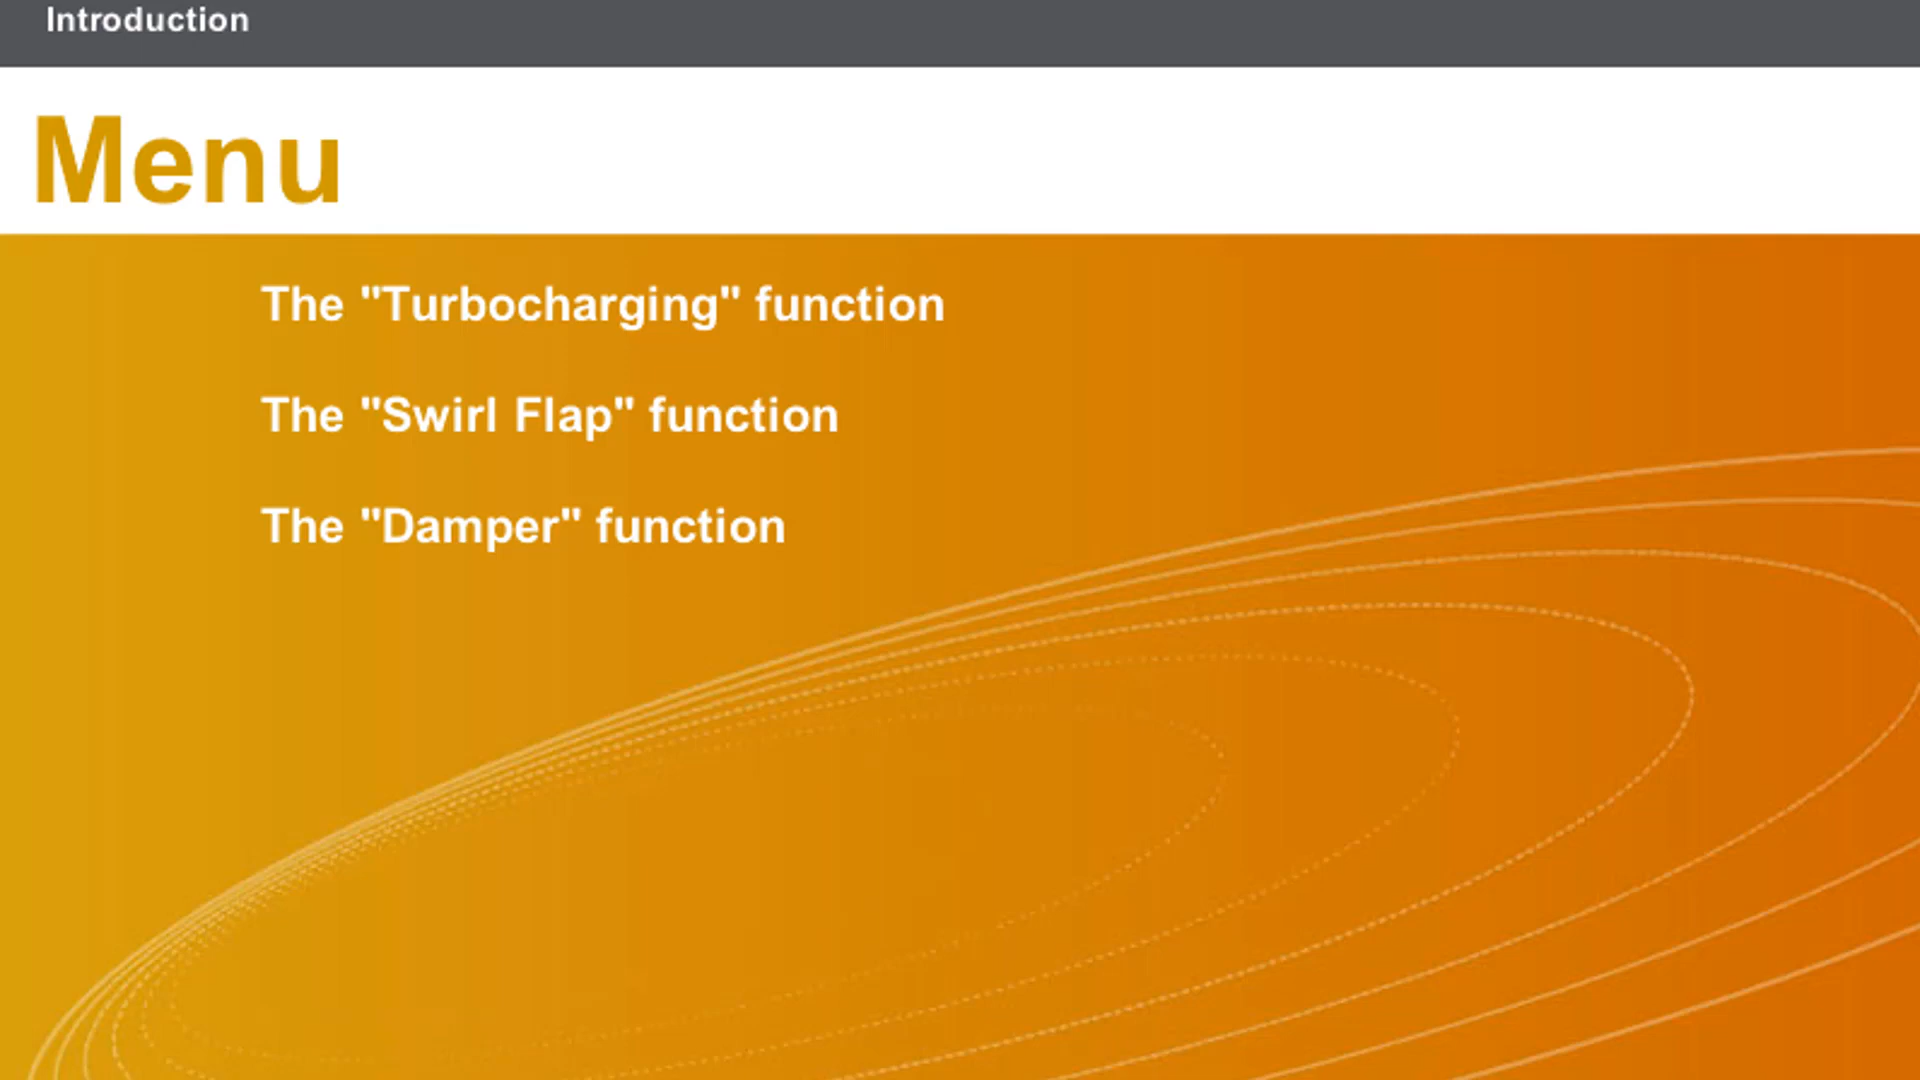 Introduction
Menu
The "Turbocharging" function
The "Swirl Flap" function
The "Damper" function